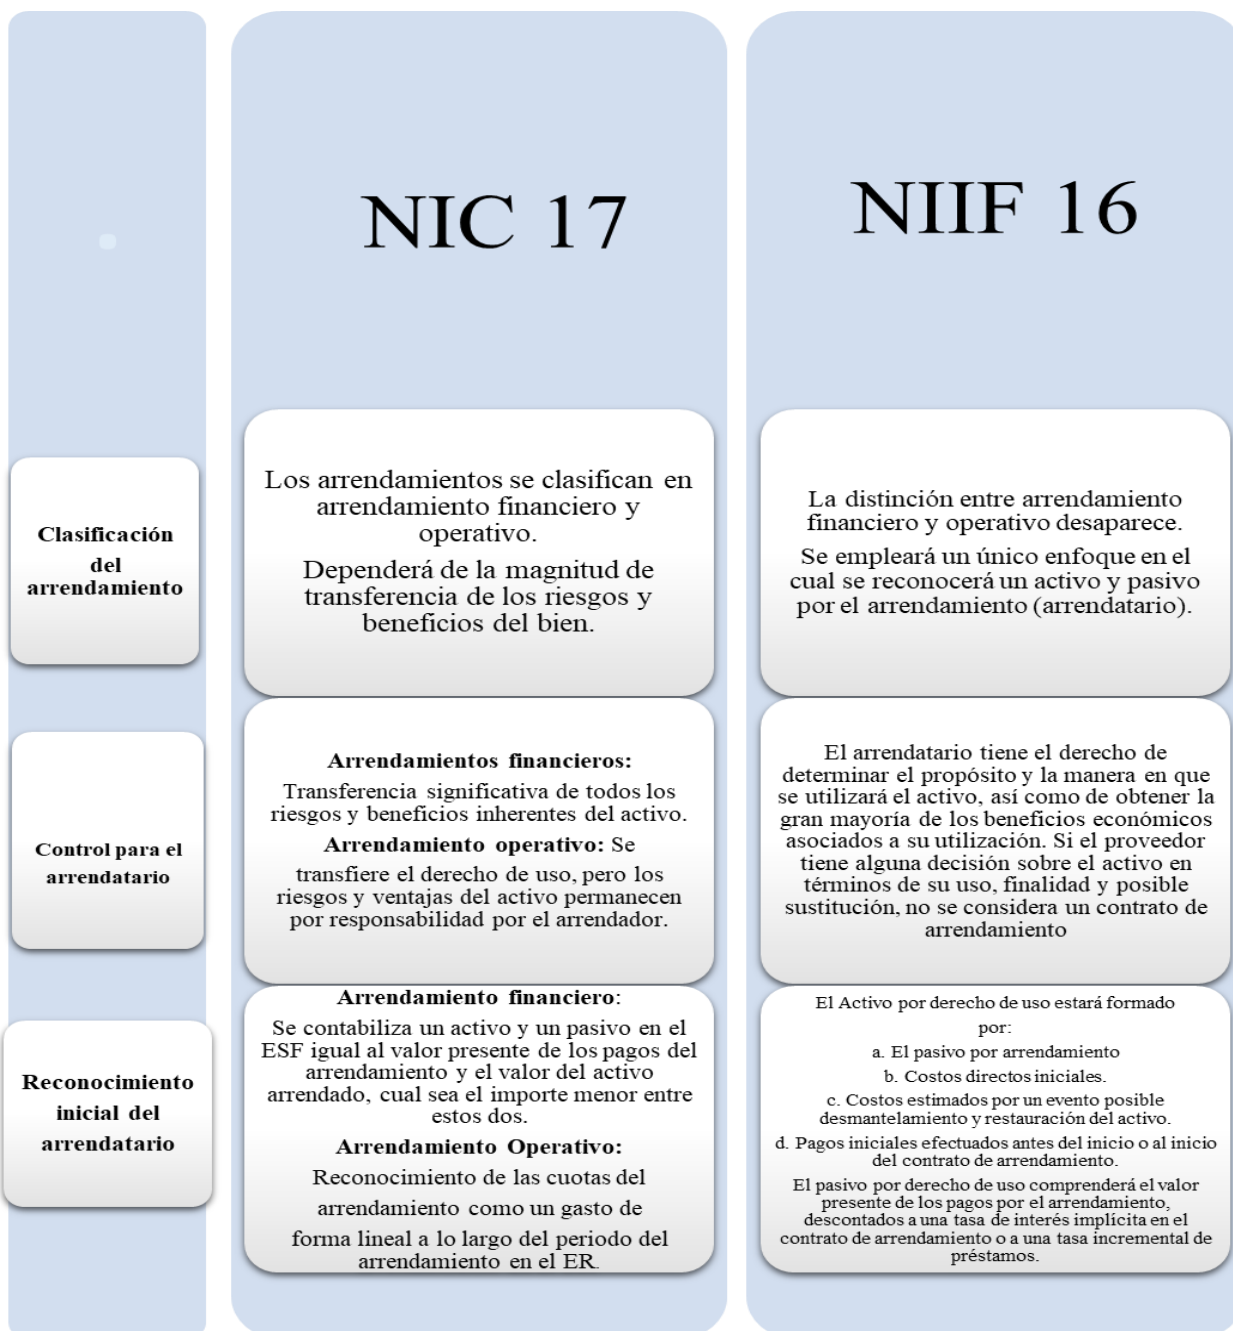 NIC 17
NIIF 16
Clasificación
del
arrendamiento
Los arrendamientos se clasifican en
arrendamiento financiero y
operativo.
Dependerá de la magnitud de
transferencia de los riesgos y
beneficios del bien.
La distinción entre arrendamiento
financiero y operativo desaparece.
Se empleará un único enfoque en el
cual se reconocerá un activo y pasivo
por el arrendamiento (arrendatario).
Control para el
arrendatario
Arrendamientos financieros:
Transferencia significativa de todos los
riesgos y beneficios inherentes del activo.
Arrendamiento operativo: Se
transfiere el derecho de uso, pero los
riesgos y ventajas del activo permanecen
por responsabilidad por el arrendador.
El arrendatario tiene el derecho de
determinar el propósito y la manera en que
se utilizará el activo, así como de obtener la
gran mayoría de los beneficios económicos
asociados a su utilización. Si el proveedor
tiene alguna decisión sobre el activo en
términos de su uso, finalidad y posible
sustitución, no se considera un contrato de
arrendamiento
Reconocimiento
inicial del
arrendatario
Arrendamiento financiero:
Se contabiliza un activo y un pasivo en el
ESF igual al valor presente de los pagos del
arrendamiento y el valor del activo
arrendado, cual sea el importe menor entre
estos dos.
Arrendamiento Operativo:
Reconocimiento de las cuotas del
arrendamiento como un gasto de
forma lineal a lo largo del periodo del
arrendamiento en el ER.
El Activo por derecho de uso estará formado
por:
a. El pasivo por arrendamiento
b. Costos directos iniciales.
c. Costos estimados por un evento posible
desmantelamiento y restauración del activo.
d. Pagos iniciales efectuados antes del inicio o al inicio
del contrato de arrendamiento.
El pasivo por derecho de uso comprenderá el valor
presente de los pagos por el arrendamiento,
descontados a una tasa de interés implícita en el
contrato de arrendamiento o a una tasa incremental de
préstamos.